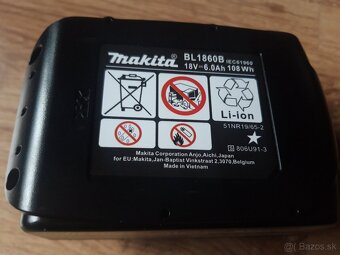 makita
BL1860B IEC61960
18V⎓6.0Ah 108Wh
Li-ion
51NR19/65-2
Makita Corporation Anjo,Aichi,Japan
for EU:Makita,Jan-Baptist Vinkstraat 2,3070,Belgium
Made in Vietnam
806U91-3
Bazos.sk